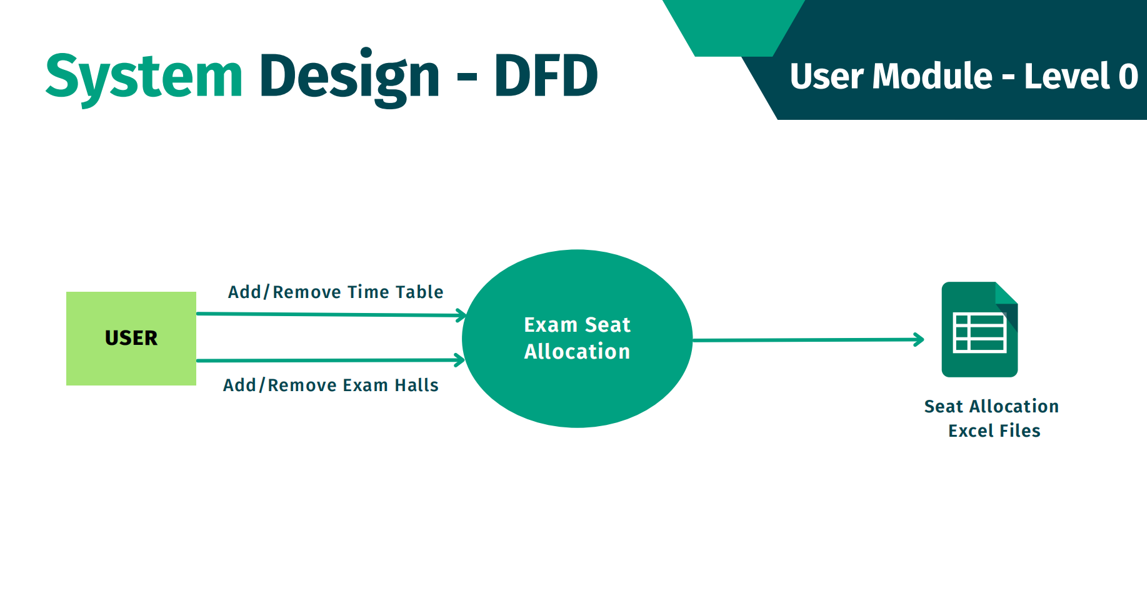 System Design - DFD
User Module - Level 0
Add/Remove Time Table
USER
Exam Seat
Allocation
Add/Remove Exam Halls
Seat Allocation
Excel Files